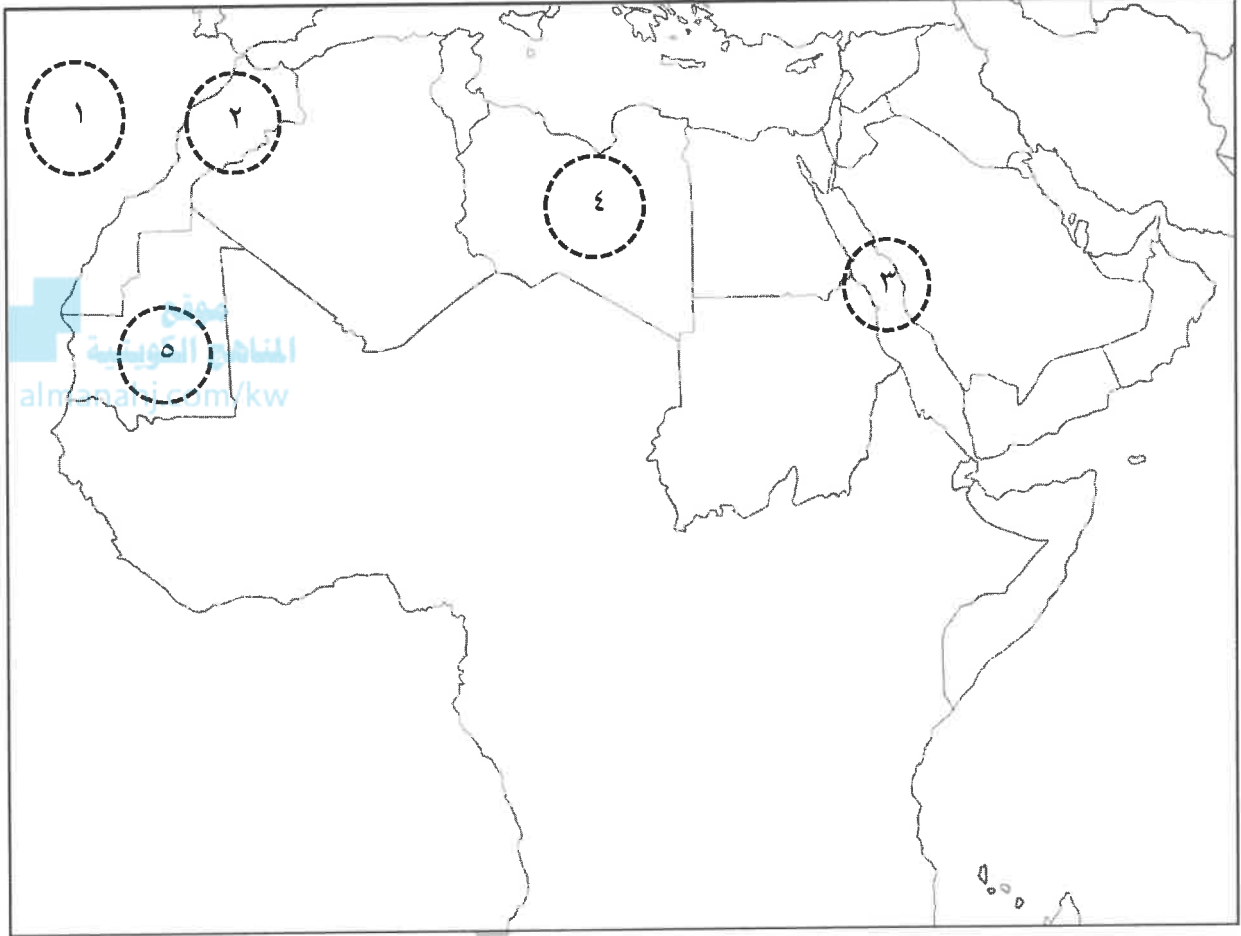 ١
٢
٤
٣
موقع
٥
المناهج الكويتية
almanahj.com/kw